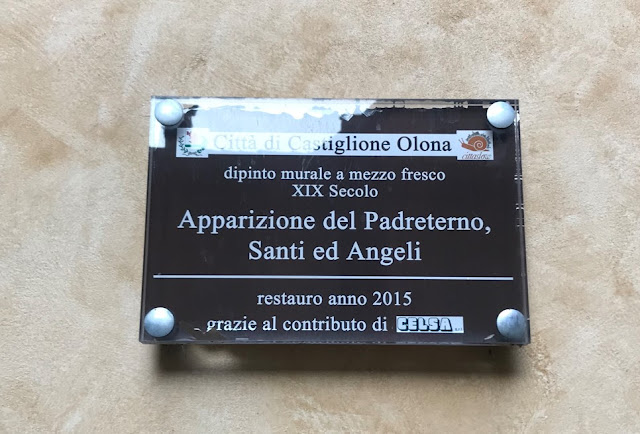 Città di Castiglione Olona
cittaslow
dipinto murale a mezzo fresco
XIX Secolo
Apparizione del Padreterno,
Santi ed Angeli
restauro anno 2015
grazie al contributo di CELSA